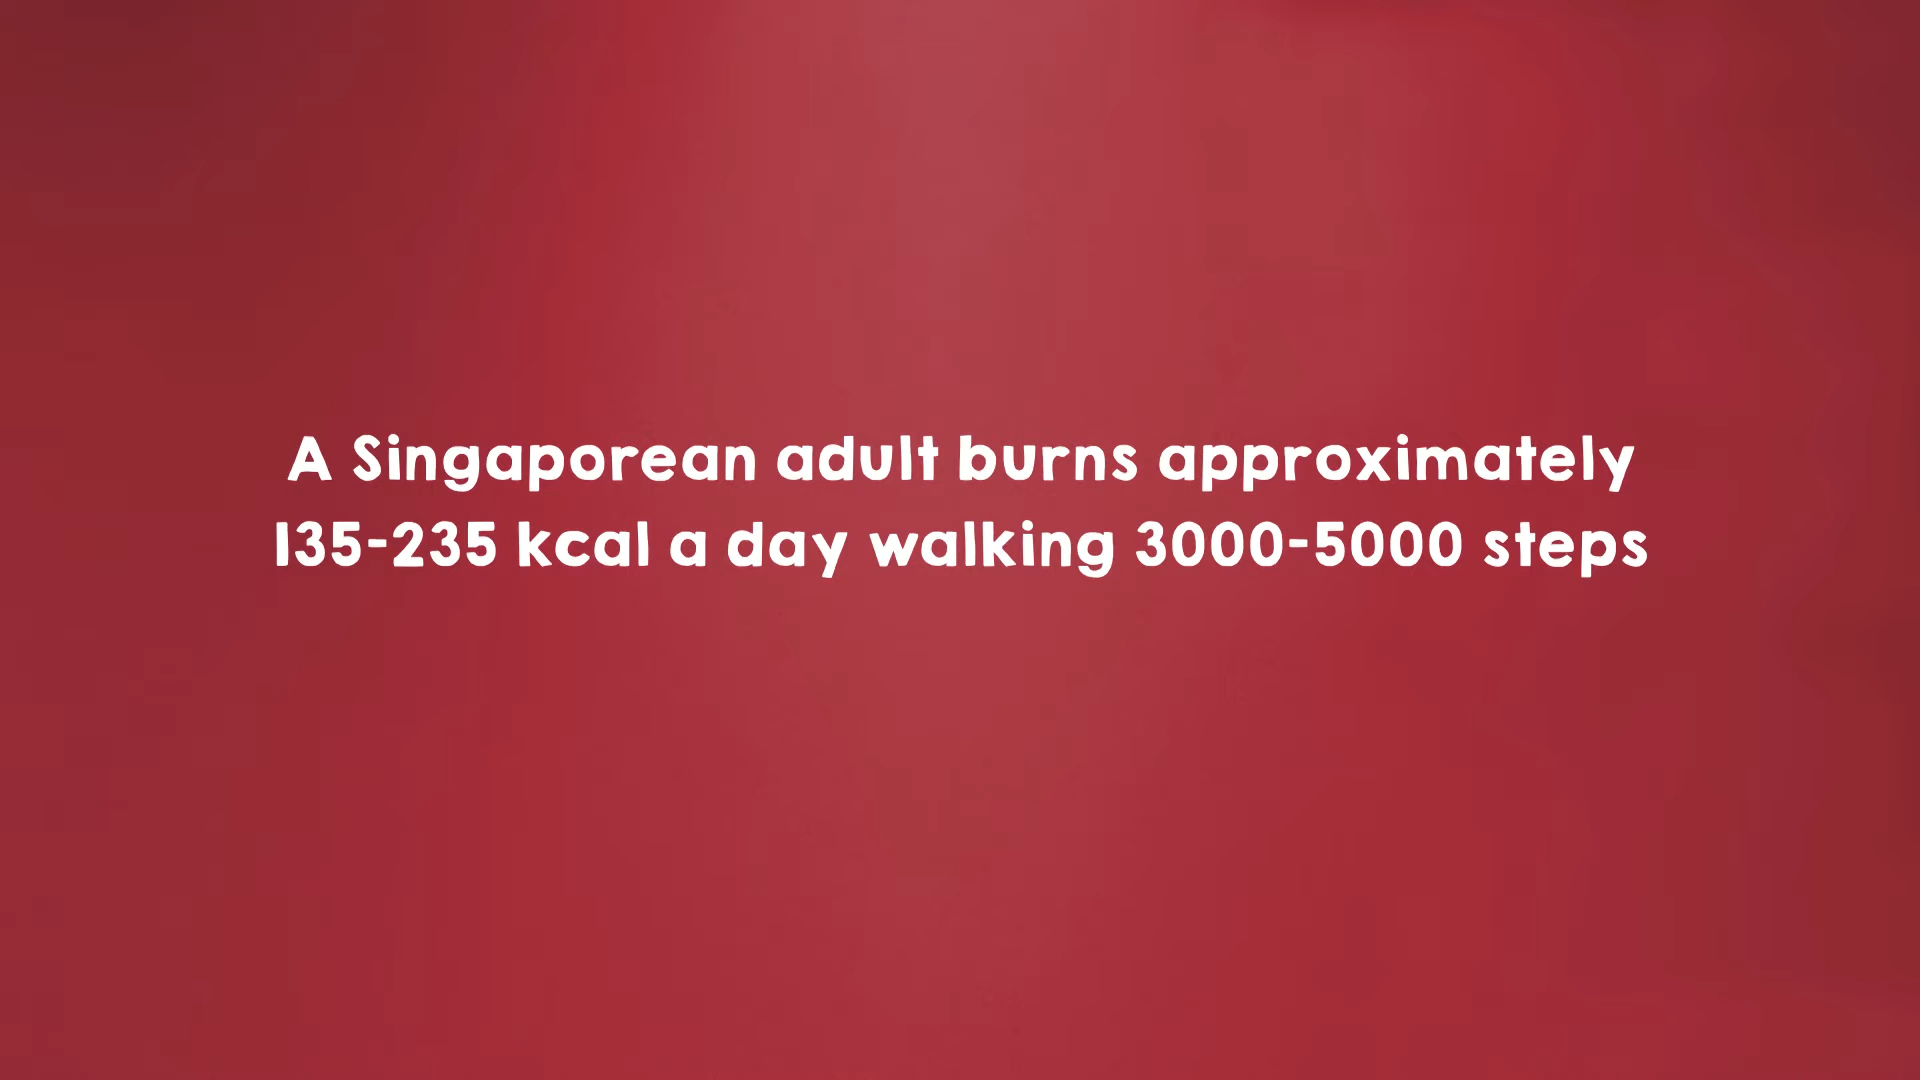 A Singaporean adult burns approximately
135-235 kcal a day walking 3000-5000 steps